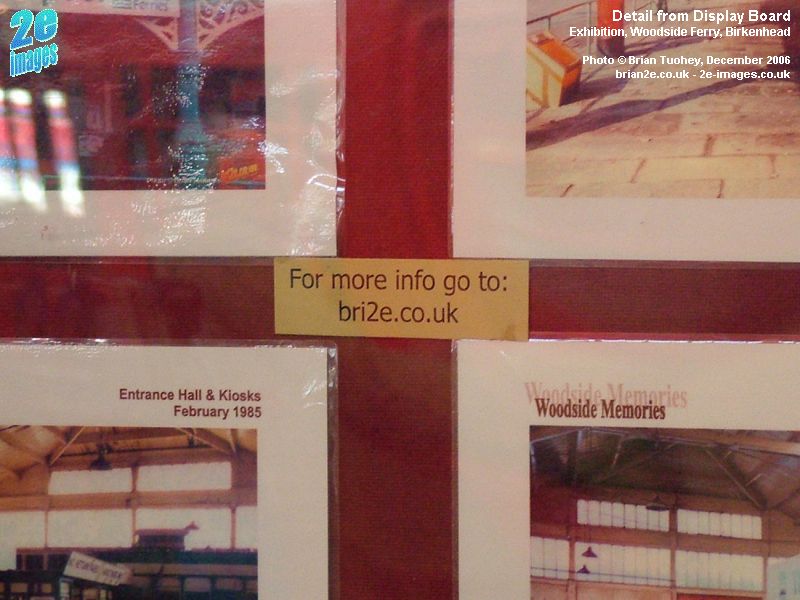 2e
images
Detail from Display Board
Exhibition, Woodside Ferry, Birkenhead
Photo © Brian Tuohey, December 2006
brian2e.co.uk - 2e-images.co.uk
For more info go to:
bri2e.co.uk
Entrance Hall & Kiosks
February 1985
Woodside Memories
Woodside Memories